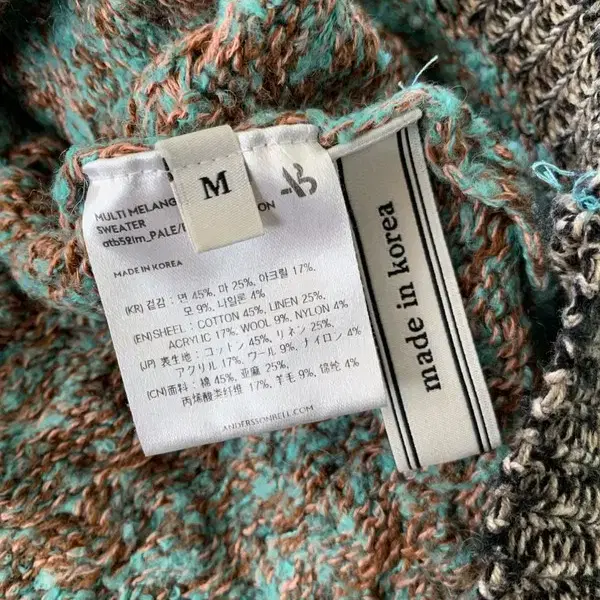 M
MULTI MELANG
SWEATER
atb591m_PALE/
ON
MADE IN KOREA
(KR) 겉감 : 면 45%, 마 25%, 아크릴 17%,
모 9%, 나일론 4%
(EN)SHEEL : COTTON 45%, LINEN 25%,
ACRYLIC 17%, WOOL 9%, NYLON 4%
(JP) 表生地 : コットン 45%, リネン 25%,
アクリル 17%, ウール 9%, ナイロン 4%
(CN)面料 : 棉 45%, 亚麻 25%,
丙烯酸类纤维 17%, 羊毛 9%, 锦纶 4%
ANDERSSONBELL.COM
made in korea